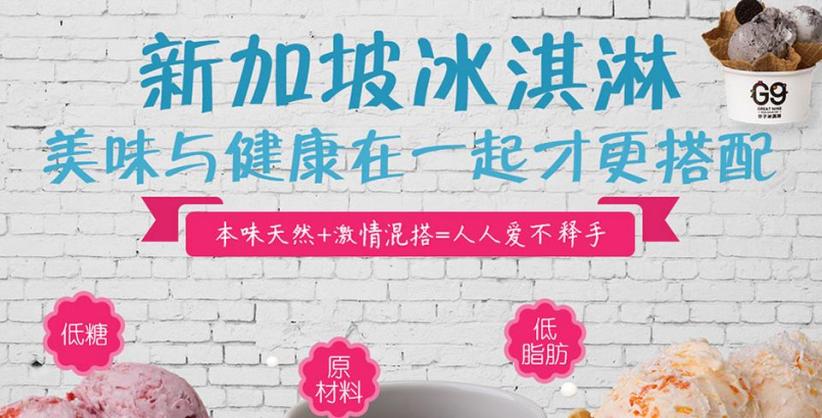 新加坡冰淇淋
美味与健康在一起才更搭配
本味天然+激情混搭=人人爱不释手
低糖
原
材料
低
脂肪
G9
GREAT NINE